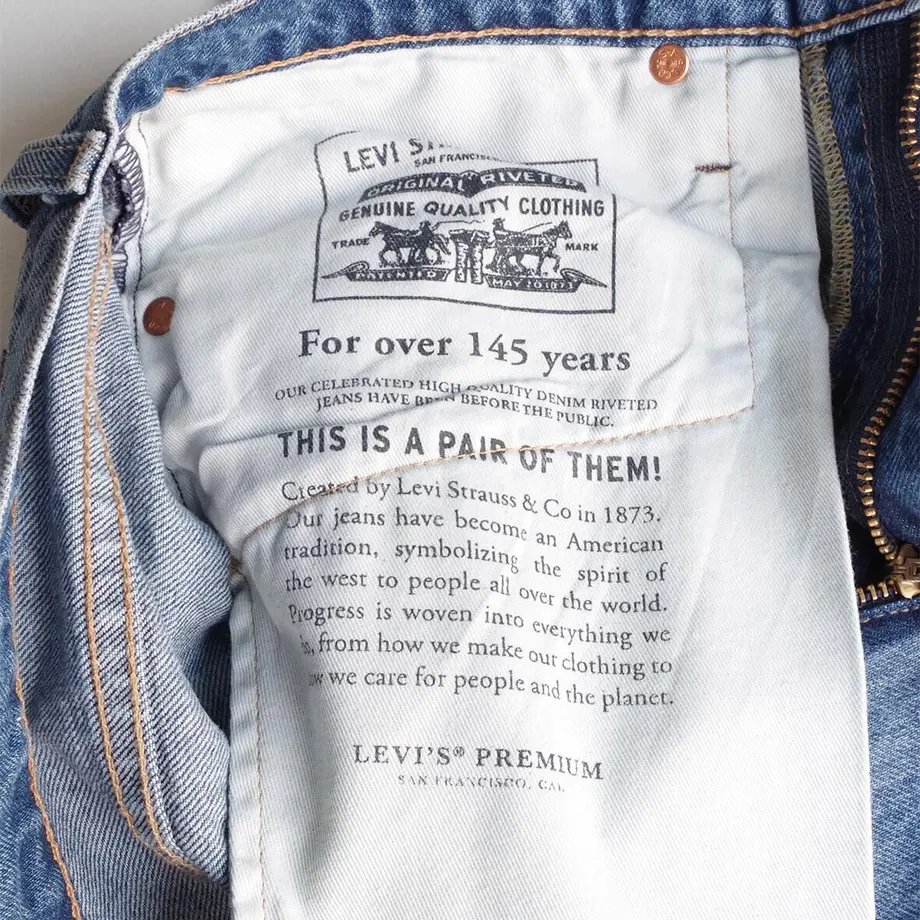 LEVI
SAN FRANCISC
ORIGINAL RIVETED
GENUINE QUALITY CLOTHING
TRADE MARK
PATENTED MAY 20 1873
For over 145 years
OUR CELEBRATED HIGH QUALITY DENIM RIVETED
JEANS HAVE BEEN BEFORE THE PUBLIC.
THIS IS A PAIR OF THEM!
Created by Levi Strauss & Co in 1873.
Our jeans have become an American
tradition, symbolizing the spirit of
the west to people all over the world.
Progress is woven into everything we
from how we make our clothing to
we care for people and the planet.
LEVI'S® PREMIUM
SAN FRANCISCO, CAL